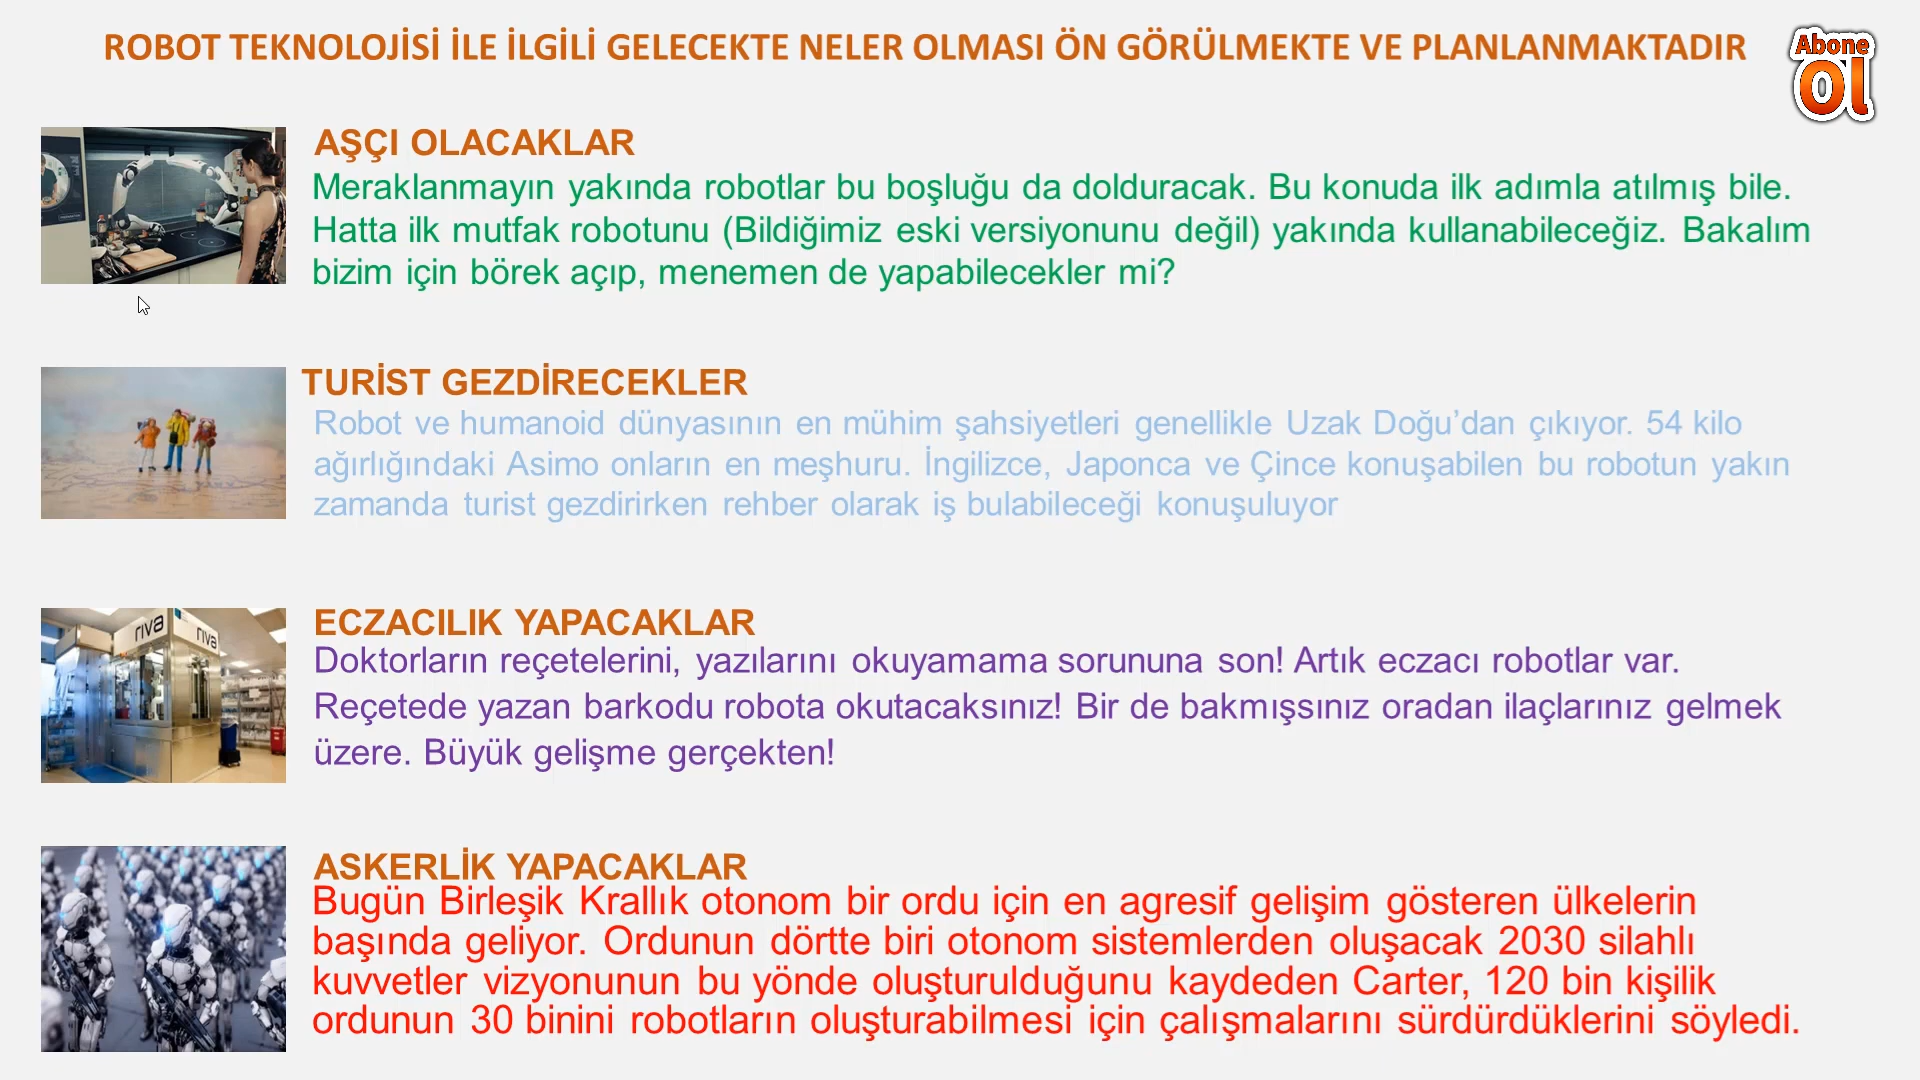 ROBOT TEKNOLOJİSİ İLE İLGİLİ GELECEKTE NELER OLMASI ÖN GÖRÜLMEKTE VE PLANLANMAKTADIR
Abone
Ol
AŞÇI OLACAKLAR
Meraklanmayın yakında robotlar bu boşluğu da dolduracak. Bu konuda ilk adımla atılmış bile.
Hatta ilk mutfak robotunu (Bildiğimiz eski versiyonunu değil) yakında kullanabileceğiz. Bakalım
bizim için börek açıp, menemen de yapabilecekler mi?
TURİST GEZDİRECEKLER
Robot ve humanoid dünyasının en mühim şahsiyetleri genellikle Uzak Doğu’dan çıkıyor. 54 kilo
ağırlığındaki Asimo onların en meşhuru. İngilizce, Japonca ve Çince konuşabilen bu robotun yakın
zamanda turist gezdirirken rehber olarak iş bulabileceği konuşuluyor
riva
riva
ECZACILIK YAPACAKLAR
Doktorların reçetelerini, yazılarını okuyamama sorununa son! Artık eczacı robotlar var.
Reçetede yazan barkodu robota okutacaksınız! Bir de bakmışsınız oradan ilaçlarınız gelmek
üzere. Büyük gelişme gerçekten!
ASKERLİK YAPACAKLAR
Bugün Birleşik Krallık otonom bir ordu için en agresif gelişim gösteren ülkelerin
başında geliyor. Ordunun dörtte biri otonom sistemlerden oluşacak 2030 silahlı
kuvvetler vizyonunun bu yönde oluşturulduğunu kaydeden Carter, 120 bin kişilik
ordunun 30 binini robotların oluşturabilmesi için çalışmalarını sürdürdüklerini söyledi.